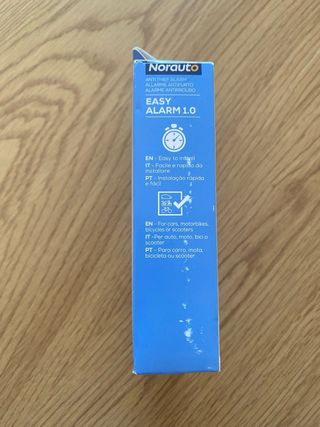 Norauto
ANTITHEF ALARM
ALLARME ANTIFURTO
ALARME ANTIRROUBO
EASY
ALARM 1.0
EN - Easy to install
IT - Facile e rapido da
installare
PT - Instalação rápida
e fácil
EN - For cars, motorbikes,
bicycles or scooters
IT - Per auto, moto, bici o
scooter
PT - Para carro, mota,
bicicleta ou scooter